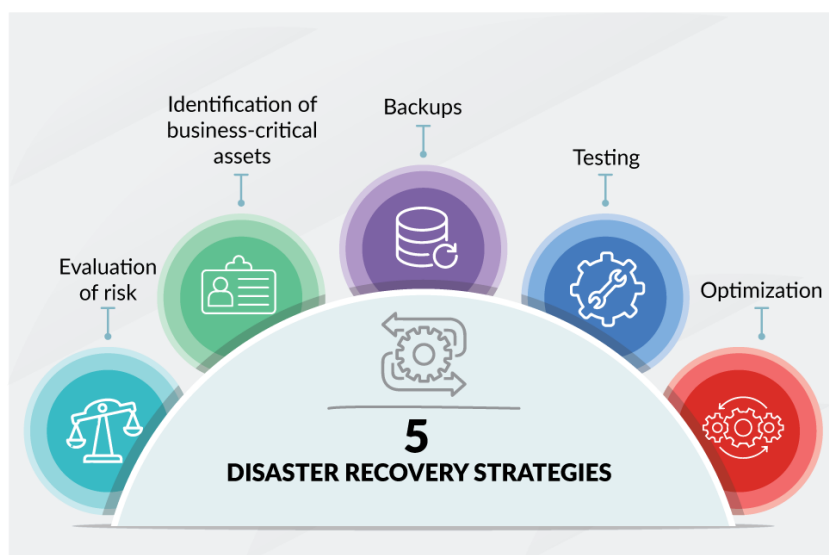 Evaluation
of risk
Identification of
business-critical
assets
Backups
Testing
Optimization
5
DISASTER RECOVERY STRATEGIES